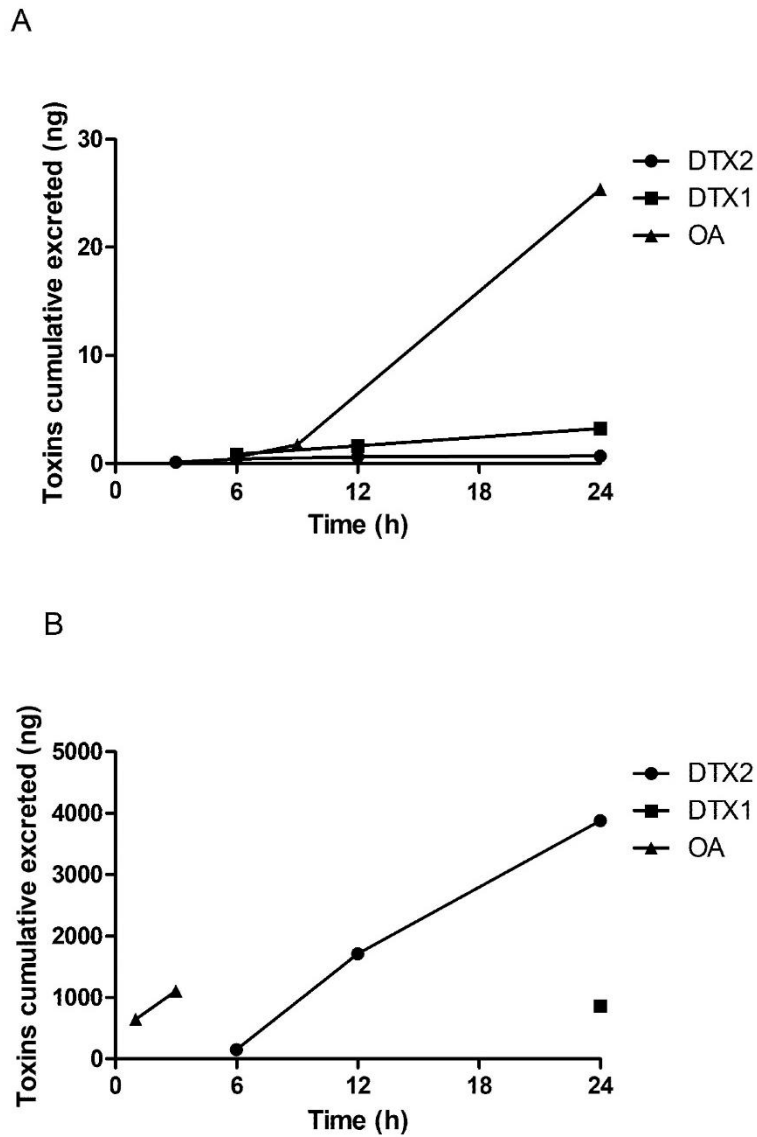 A
Toxins cumulative excreted (ng)
30
20
10
0
0 6 12 18 24
Time (h)
DTX2
DTX1
OA
B
Toxins cumulative excreted (ng)
5000
4000
3000
2000
1000
0
0 6 12 18 24
Time (h)
DTX2
DTX1
OA